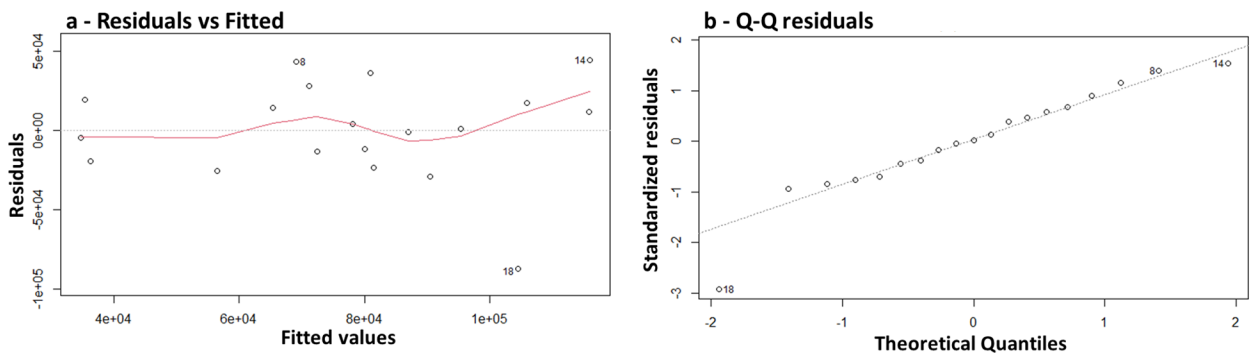 a - Residuals vs Fitted
Residuals
5e+04
0e+00
-5e+04
-1e+05
8
14
18
4e+04 6e+04 8e+04 1e+05
Fitted values
b - Q-Q residuals
Standardized residuals
2
1
0
-1
-2
-3
8
14
18
-2 -1 0 1 2
Theoretical Quantiles